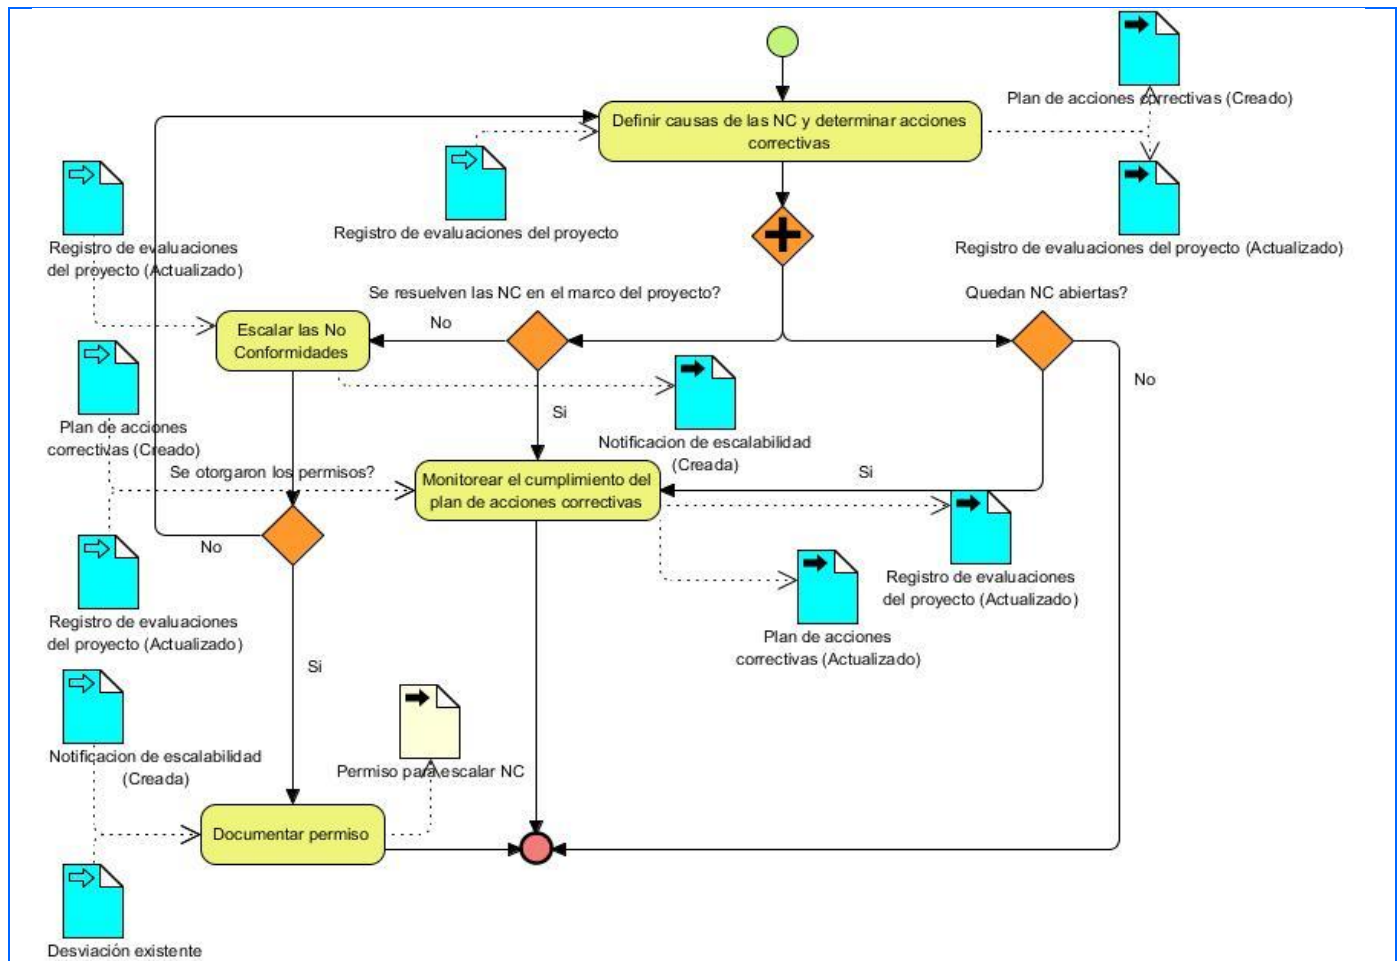 Plan de acciones correctivas (Creado)
Definir causas de las NC y determinar acciones
correctivas
Registro de evaluaciones del proyecto
Registro de evaluaciones
del proyecto (Actualizado)
Registro de evaluaciones del proyecto (Actualizado)
Se resuelven las NC en el marco del proyecto?
Quedan NC abiertas?
No
Escalar las No
Conformidades
No
Si
Plan de acciones
correctivas (Creado)
Notificacion de escalabilidad
(Creada)
Se otorgaron los permisos?
Monitorear el cumplimiento del
plan de acciones correctivas
Si
No
Registro de evaluaciones
del proyecto (Actualizado)
Registro de evaluaciones
del proyecto (Actualizado)
Plan de acciones
correctivas (Actualizado)
Si
Notificacion de escalabilidad
(Creada)
Permiso para escalar NC
Documentar permiso
Desviación existente